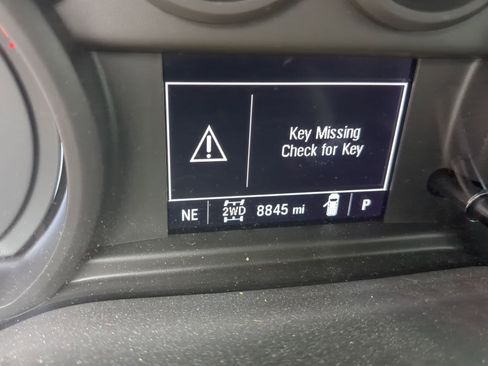 Key Missing
Check for Key
NE 2WD 8845 mi P